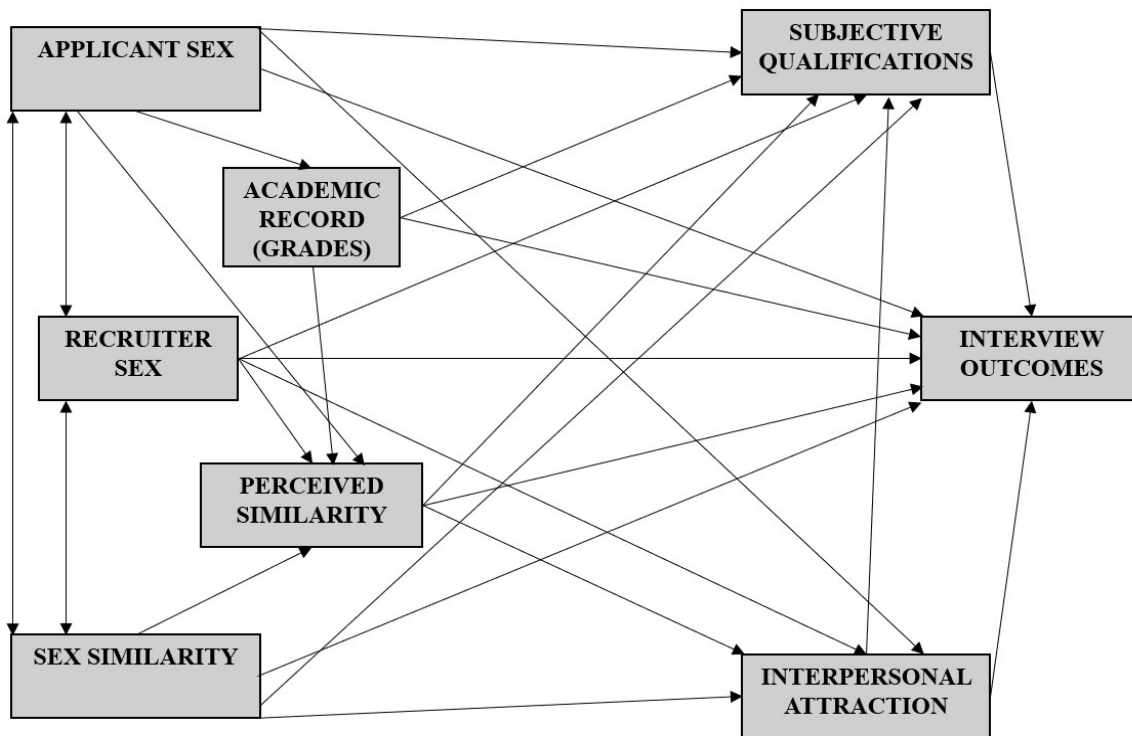 APPLICANT SEX
SUBJECTIVE
QUALIFICATIONS
ACADEMIC
RECORD
(GRADES)
RECRUITER
SEX
INTERVIEW
OUTCOMES
PERCEIVED
SIMILARITY
SEX SIMILARITY
INTERPERSONAL
ATTRACTION